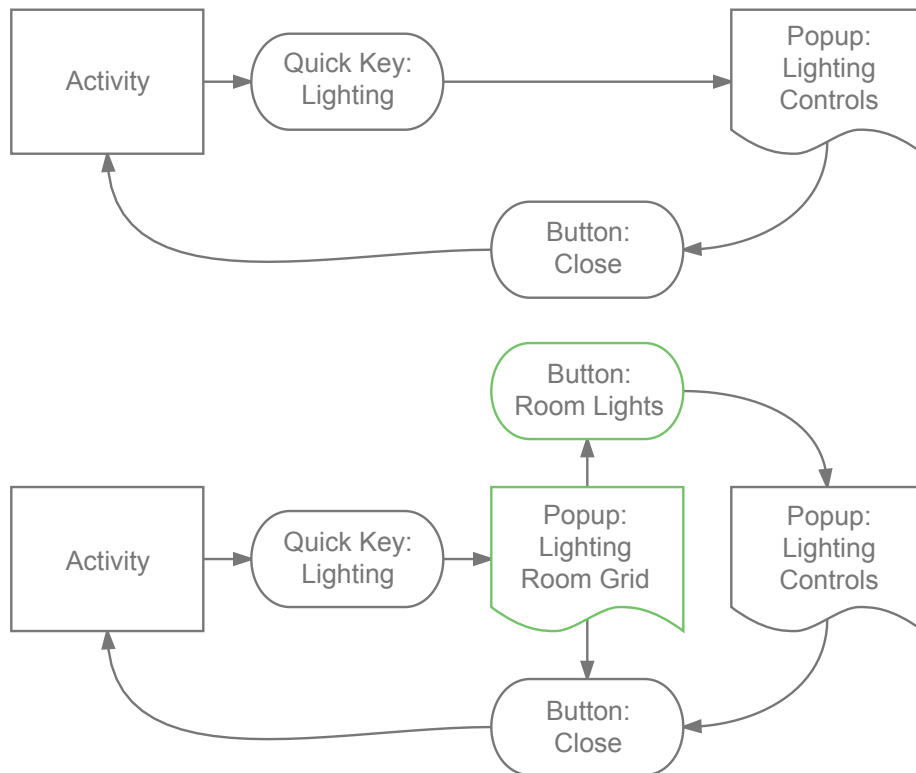 Activity
Quick Key:
Lighting
Popup:
Lighting
Controls
Button:
Close
Button:
Room Lights
Activity
Quick Key:
Lighting
Popup:
Lighting
Room Grid
Popup:
Lighting
Controls
Button:
Close